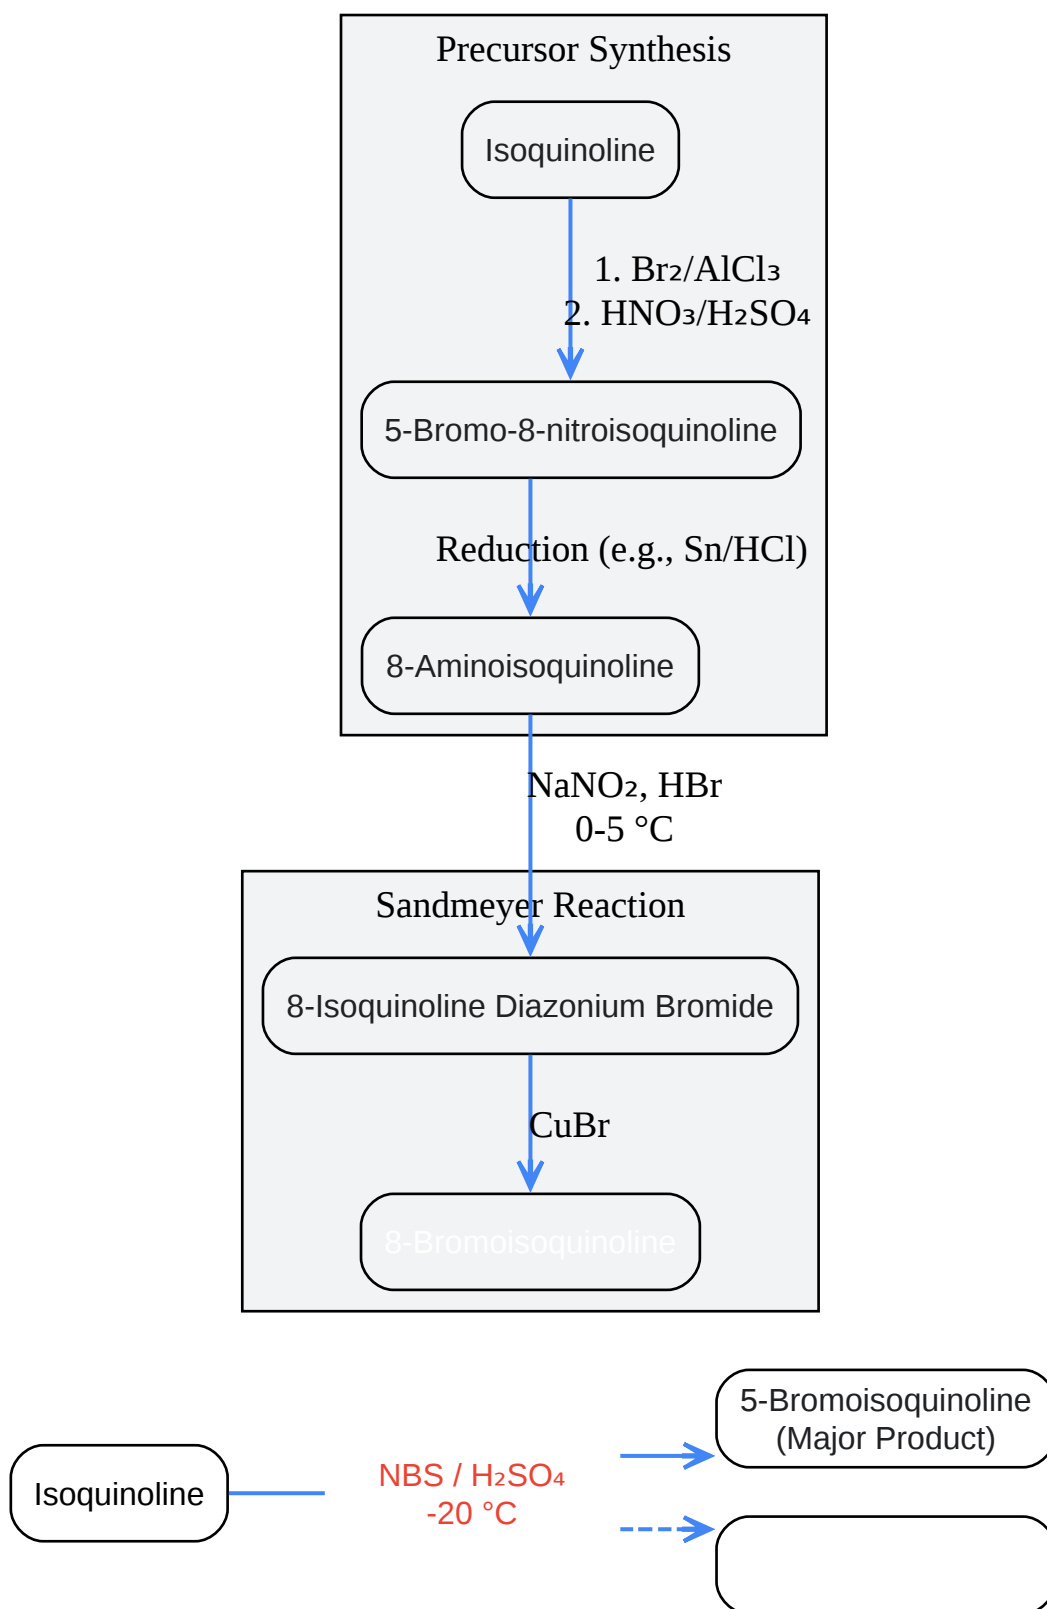 Precursor Synthesis
Isoquinoline
1. Br₂/AlCl₃
2. HNO₃/H₂SO₄
5-Bromo-8-nitroisoquinoline
Reduction (e.g., Sn/HCl)
8-Aminoisoquinoline
NaNO₂, HBr
0-5 °C
Sandmeyer Reaction
8-Isoquinoline Diazonium Bromide
CuBr
8-Bromoisoquinoline
5-Bromoisoquinoline
(Major Product)
Isoquinoline
NBS / H₂SO₄
-20 °C